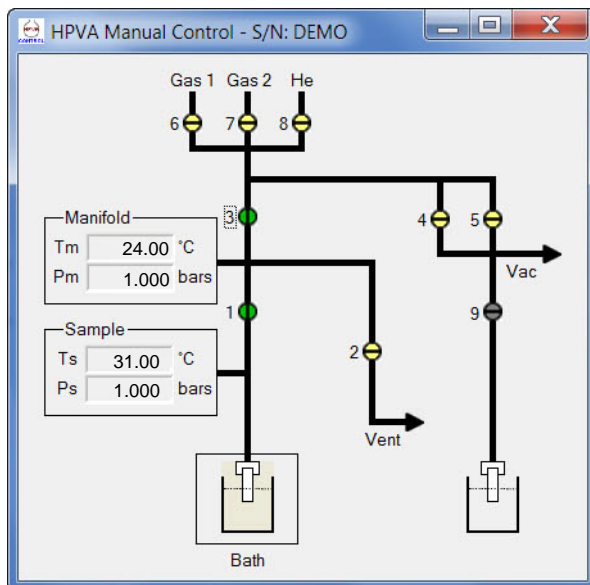 HPVA Manual Control - S/N: DEMO
Gas 1 Gas 2 He
6 7 8
3 4 5
Manifold
Tm 24.00 °C
Pm 1.000 bars
Vac
1 9
Sample
Ts 31.00 °C
2
Ps 1.000 bars
Vent
Bath